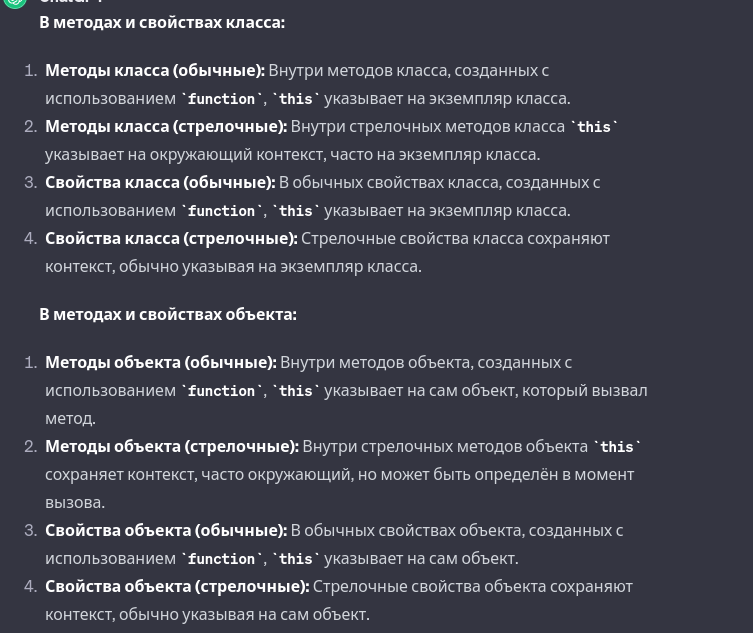 В методах и свойствах класса:
1. Методы класса (обычные): Внутри методов класса, созданных с
использованием `function`, `this` указывает на экземпляр класса.
2. Методы класса (стрелочные): Внутри стрелочных методов класса `this`
указывает на окружающий контекст, часто на экземпляр класса.
3. Свойства класса (обычные): В обычных свойствах класса, созданных с
использованием `function`, `this` указывает на экземпляр класса.
4. Свойства класса (стрелочные): Стрелочные свойства класса сохраняют
контекст, обычно указывая на экземпляр класса.
В методах и свойствах объекта:
1. Методы объекта (обычные): Внутри методов объекта, созданных с
использованием `function`, `this` указывает на сам объект, который вызвал
метод.
2. Методы объекта (стрелочные): Внутри стрелочных методов объекта `this`
сохраняет контекст, часто окружающий, но может быть определён в момент
вызова.
3. Свойства объекта (обычные): В обычных свойствах объекта, созданных с
использованием `function`, `this` указывает на сам объект.
4. Свойства объекта (стрелочные): Стрелочные свойства объекта сохраняют
контекст, обычно указывая на сам объект.